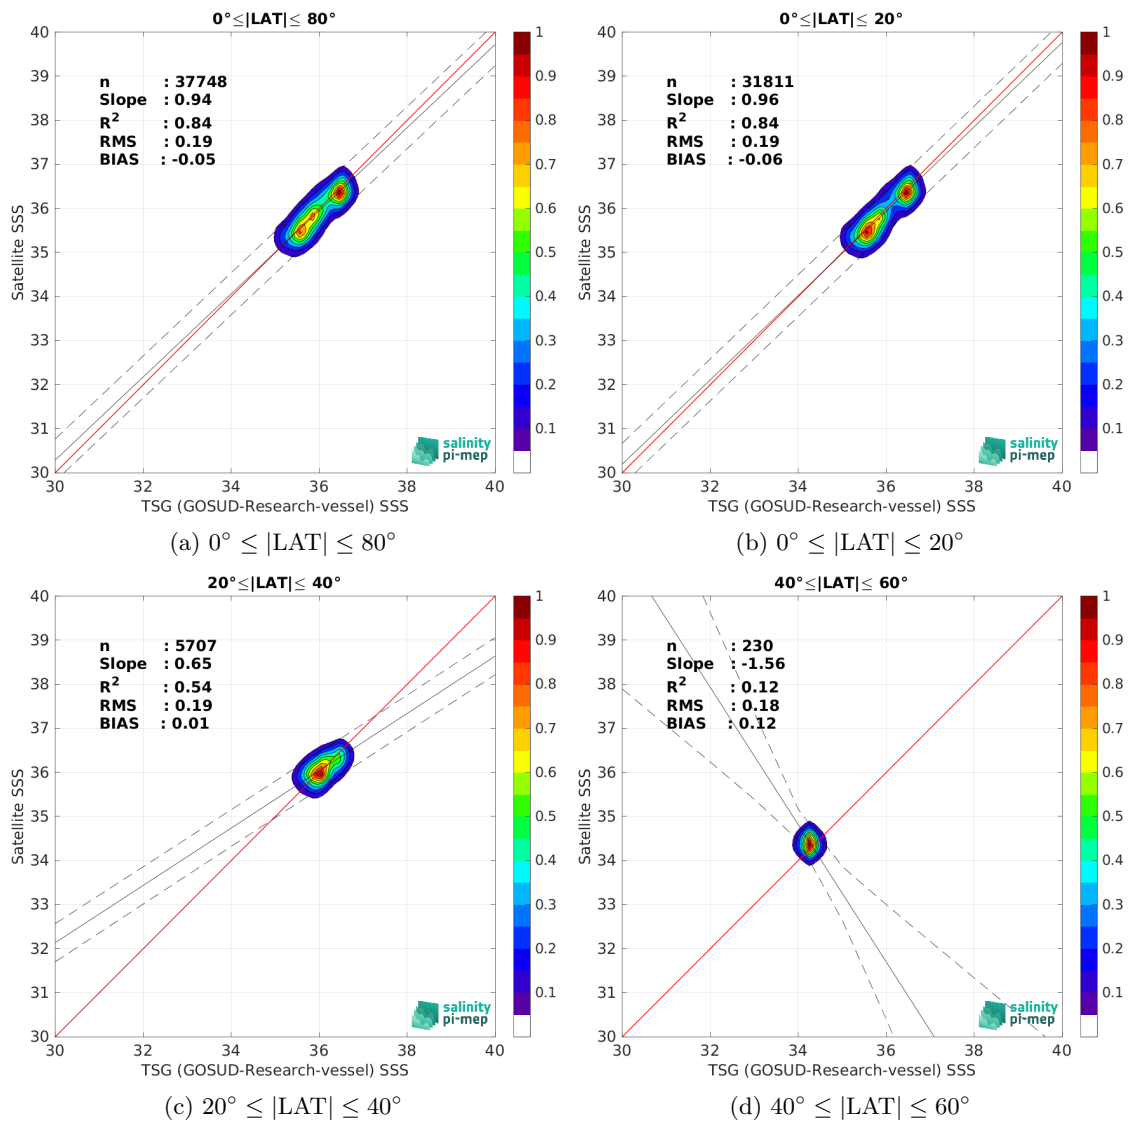 0°≤|LAT|≤ 80°
40
39
38
37
36
35
34
33
32
31
30
Satellite SSS
n : 37748
Slope : 0.94
R² : 0.84
RMS : 0.19
BIAS : -0.05
1
0.9
0.8
0.7
0.6
0.5
0.4
0.3
0.2
0.1
salinity
pi-mep
30 32 34 36 38 40
TSG (GOSUD-Research-vessel) SSS
(a) 0° ≤ |LAT| ≤ 80°
0°≤|LAT|≤ 20°
40
39
38
37
36
35
34
33
32
31
30
Satellite SSS
n : 31811
Slope : 0.96
R² : 0.84
RMS : 0.19
BIAS : -0.06
1
0.9
0.8
0.7
0.6
0.5
0.4
0.3
0.2
0.1
salinity
pi-mep
30 32 34 36 38 40
TSG (GOSUD-Research-vessel) SSS
(b) 0° ≤ |LAT| ≤ 20°
20°≤|LAT|≤ 40°
40
39
38
37
36
35
34
33
32
31
30
Satellite SSS
n : 5707
Slope : 0.65
R² : 0.54
RMS : 0.19
BIAS : 0.01
1
0.9
0.8
0.7
0.6
0.5
0.4
0.3
0.2
0.1
salinity
pi-mep
30 32 34 36 38 40
TSG (GOSUD-Research-vessel) SSS
(c) 20° ≤ |LAT| ≤ 40°
40°≤|LAT|≤ 60°
40
39
38
37
36
35
34
33
32
31
30
Satellite SSS
n : 230
Slope : -1.56
R² : 0.12
RMS : 0.18
BIAS : 0.12
1
0.9
0.8
0.7
0.6
0.5
0.4
0.3
0.2
0.1
salinity
pi-mep
30 32 34 36 38 40
TSG (GOSUD-Research-vessel) SSS
(d) 40° ≤ |LAT| ≤ 60°